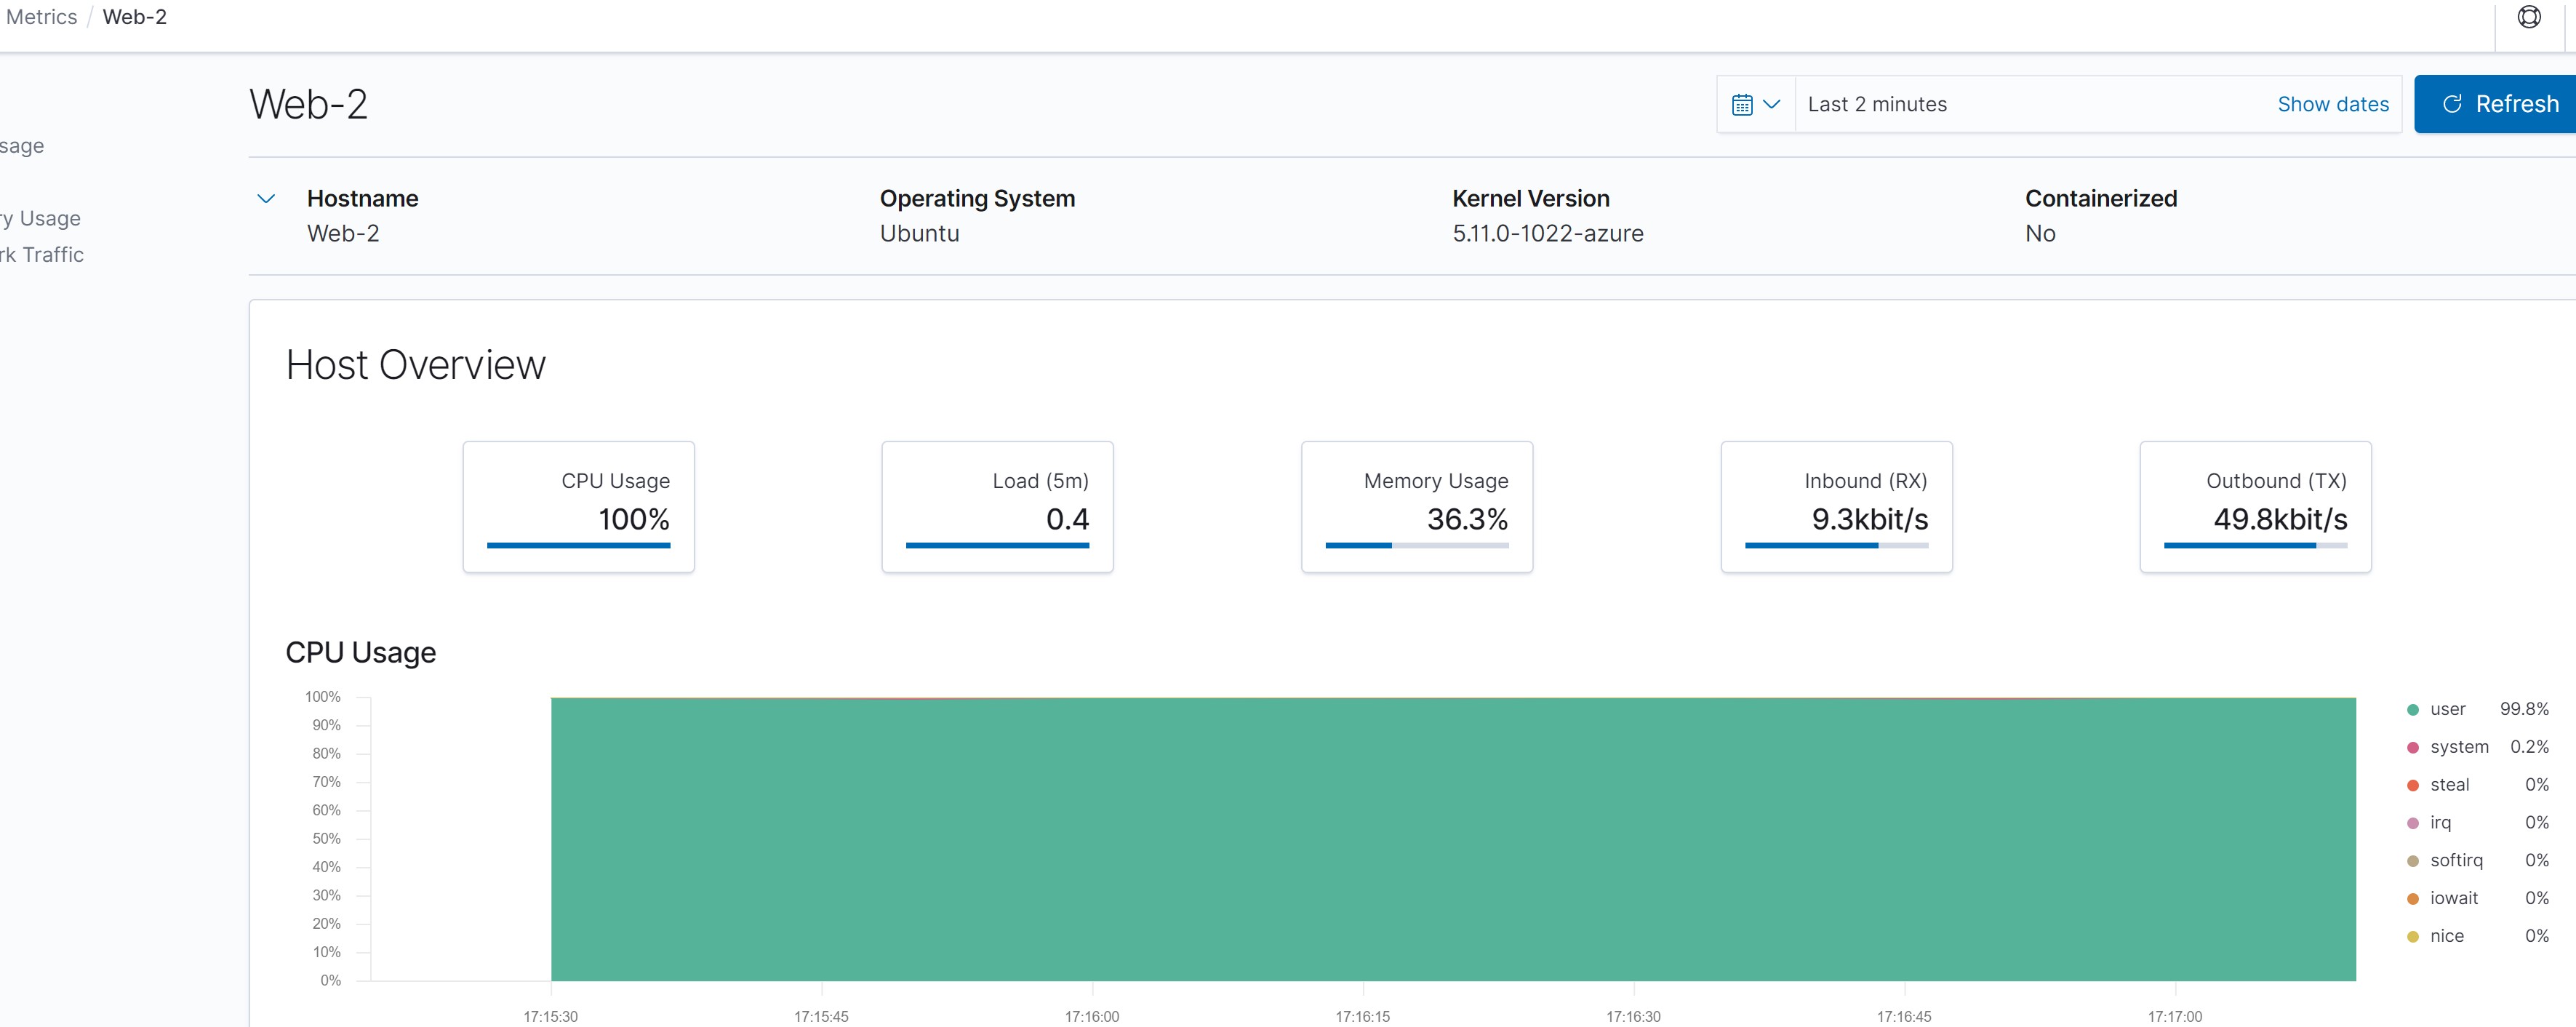 Metrics / Web-2
Web-2
Last 2 minutes
Show dates
Refresh
sage
ry Usage
rk Traffic
Hostname
Web-2
Operating System
Ubuntu
Kernel Version
5.11.0-1022-azure
Containerized
No
Host Overview
CPU Usage
100%
Load (5m)
0.4
Memory Usage
36.3%
Inbound (RX)
9.3kbit/s
Outbound (TX)
49.8kbit/s
CPU Usage
100%
90%
80%
70%
60%
50%
40%
30%
20%
10%
0%
17:15:30
17:15:45
17:16:00
17:16:15
17:16:30
17:16:45
17:17:00
user 99.8%
system 0.2%
steal 0%
irq 0%
softirq 0%
iowait 0%
nice 0%